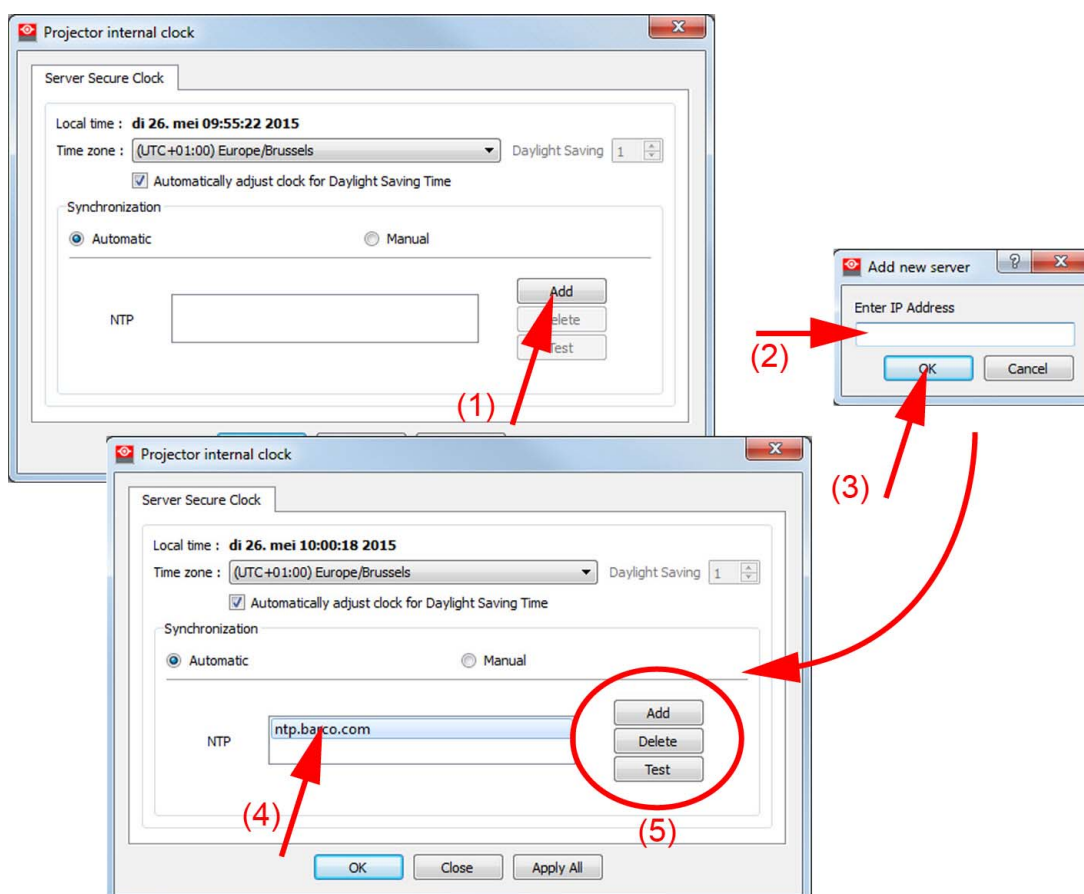 Projector internal clock
Server Secure Clock
Local time : di 26. mei 09:55:22 2015
Time zone : (UTC+01:00) Europe/Brussels Daylight Saving 1
Automatically adjust clock for Daylight Saving Time
Synchronization
Automatic Manual
Add
NTP Delete
Test
(1)
Add new server
Enter IP Address
(2)
OK Cancel
(3)
Projector internal clock
Server Secure Clock
Local time : di 26. mei 10:00:18 2015
Time zone : (UTC+01:00) Europe/Brussels Daylight Saving 1
Automatically adjust clock for Daylight Saving Time
Synchronization
Automatic Manual
Add
ntp.barco.com
NTP Delete
Test
(4)
(5)
OK Close Apply All